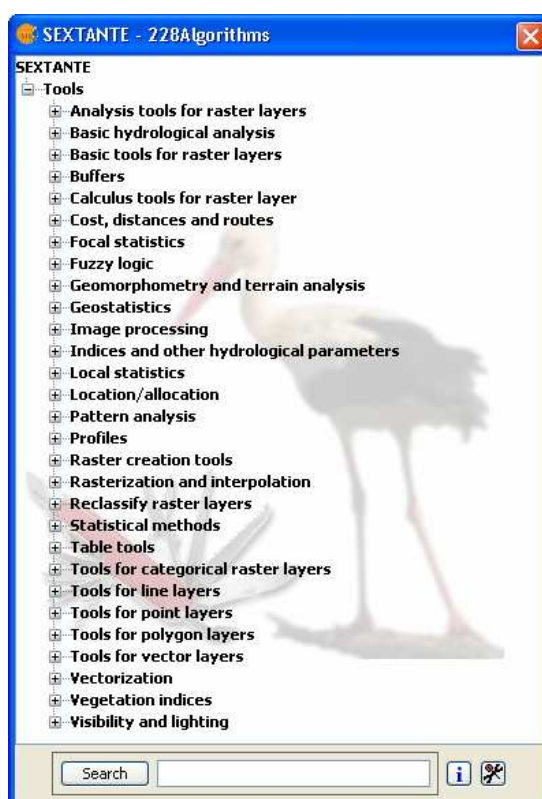 SEXTANTE - 228Algorithms
SEXTANTE
Tools
Analysis tools for raster layers
Basic hydrological analysis
Basic tools for raster layers
Buffers
Calculus tools for raster layer
Cost, distances and routes
Focal statistics
Fuzzy logic
Geomorphometry and terrain analysis
Geostatistics
Image processing
Indices and other hydrological parameters
Local statistics
Location/allocation
Pattern analysis
Profiles
Raster creation tools
Rasterization and interpolation
Reclassify raster layers
Statistical methods
Table tools
Tools for categorical raster layers
Tools for line layers
Tools for point layers
Tools for polygon layers
Tools for vector layers
Vectorization
Vegetation indices
Visibility and lighting
Search